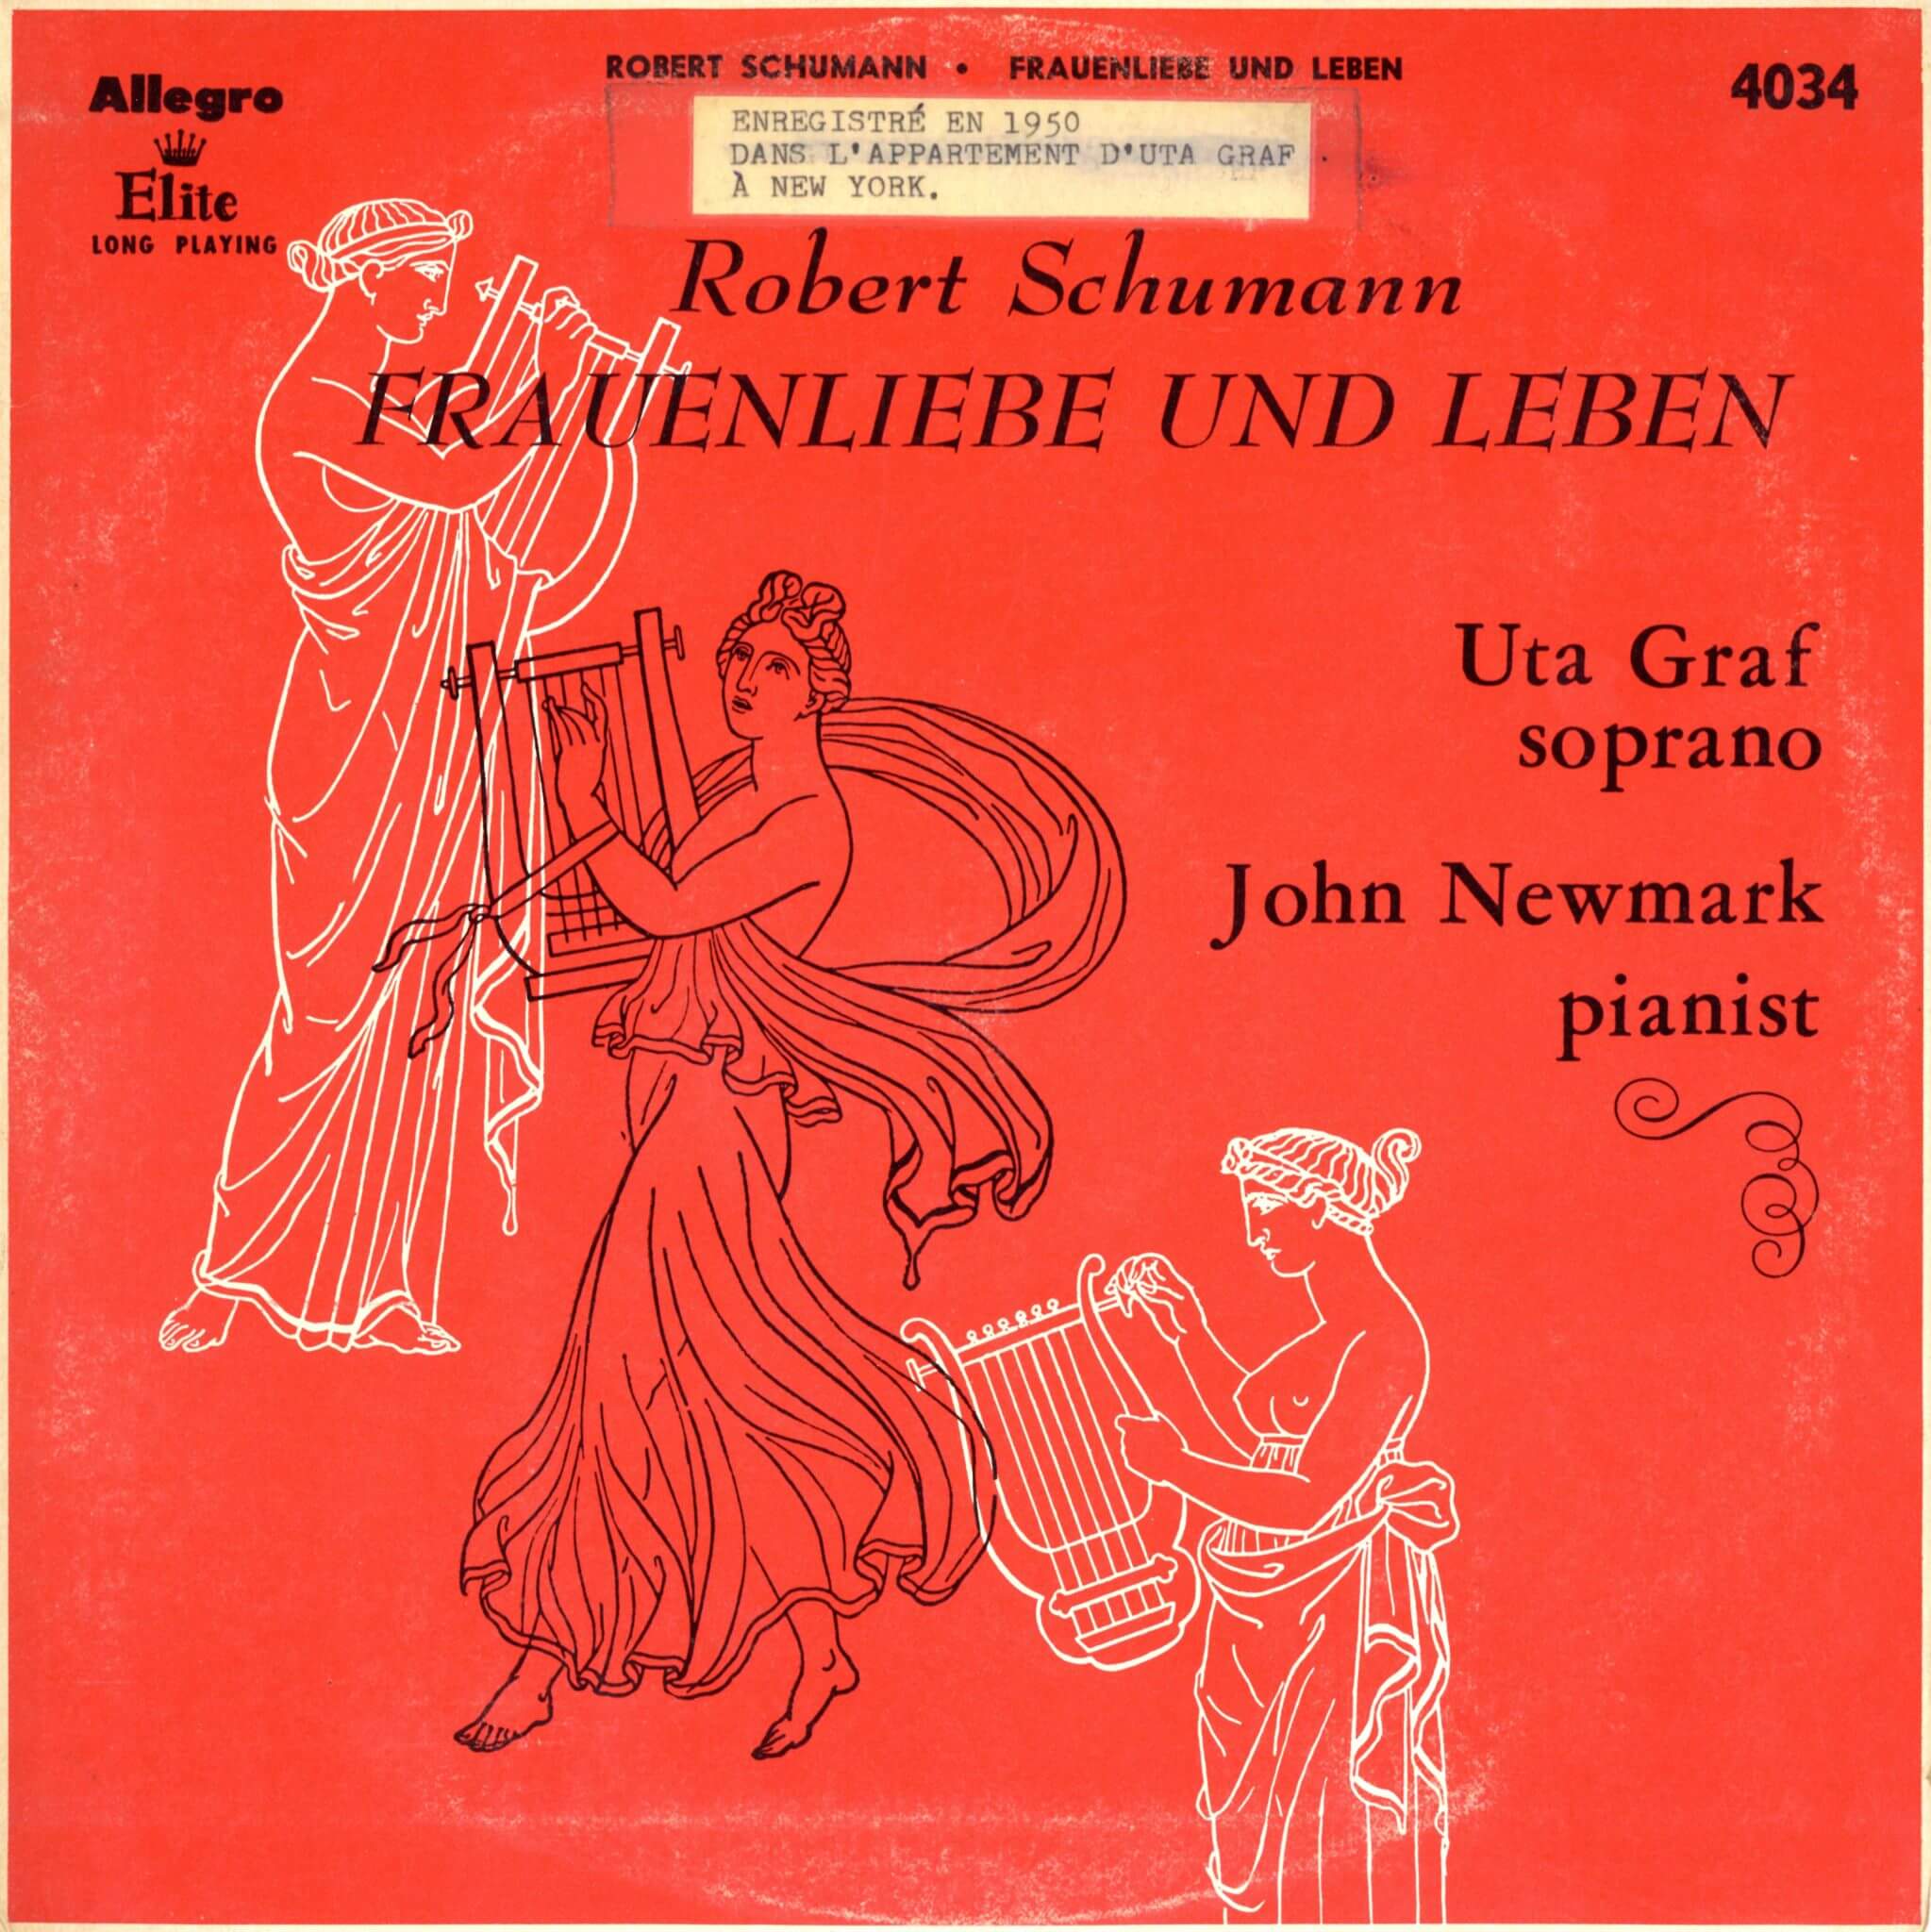 ROBERT SCHUMANN • FRAUENLIEBE UND LEBEN
Allegro
Elite
LONG PLAYING
4034
ENREGISTRÉ EN 1950
DANS L'APPARTEMENT D'UTA GRAF
À NEW YORK.
Robert Schumann
FRAUENLIEBE UND LEBEN
Uta Graf
soprano
John Newmark
pianist